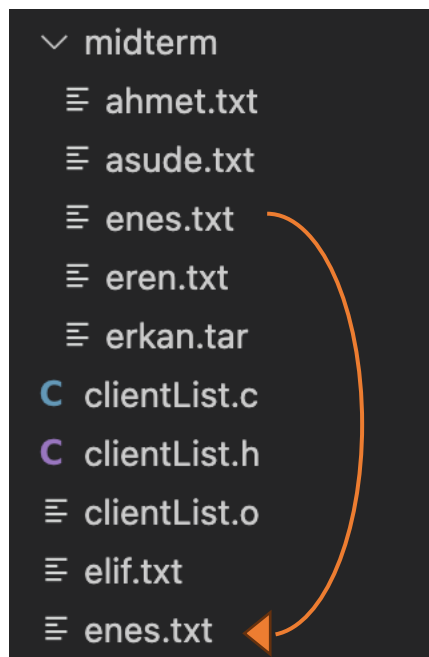 midterm
ahmet.txt
asude.txt
enes.txt
eren.txt
erkan.tar
C clientList.c
C clientList.h
clientList.o
elif.txt
enes.txt